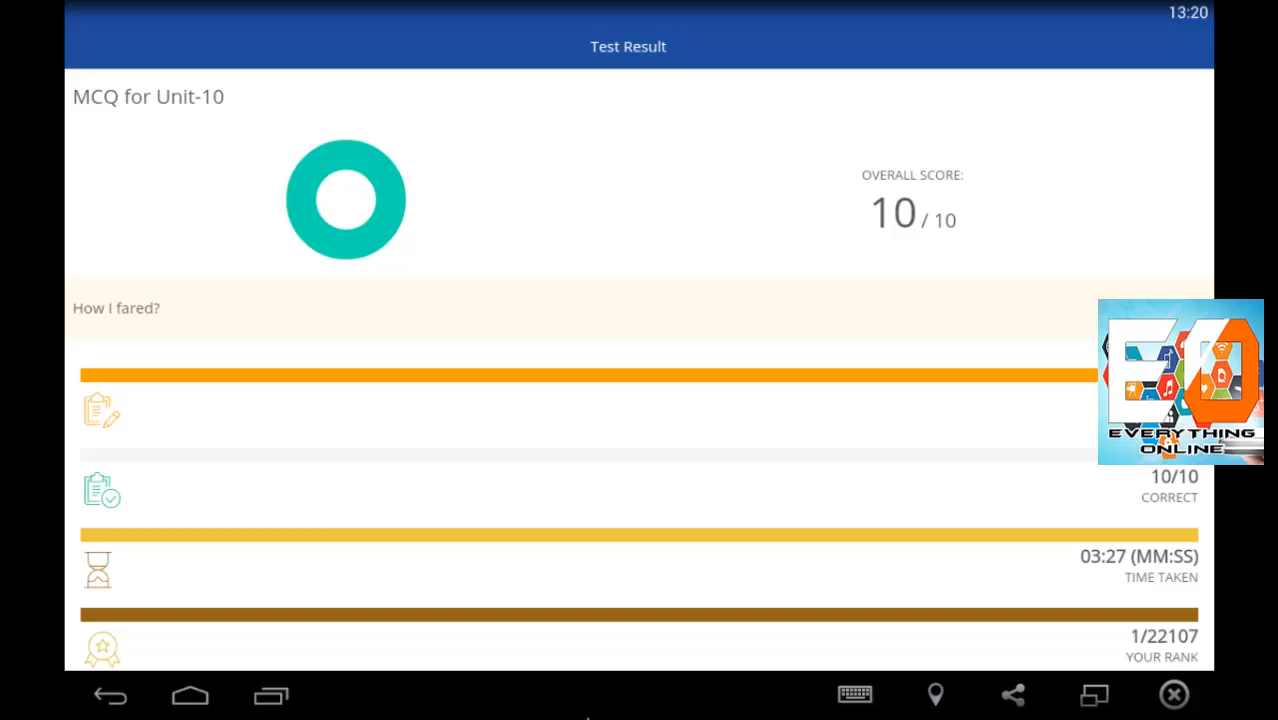 13:20
Test Result
MCQ for Unit-10
OVERALL SCORE:
10 / 10
How I fared?
EO
EVERYTHING
ONLINE
10/10
CORRECT
03:27 (MM:SS)
TIME TAKEN
1/22107
YOUR RANK